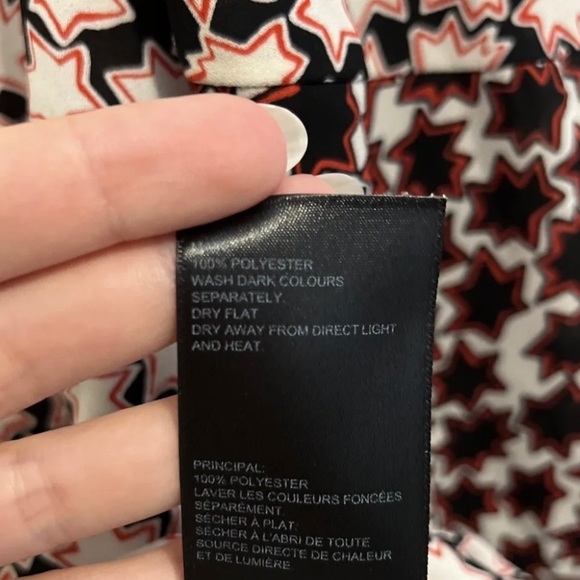 100% POLYESTER
WASH DARK COLOURS
SEPARATELY.
DRY FLAT
DRY AWAY FROM DIRECT LIGHT
AND HEAT.
PRINCIPAL:
100% POLYESTER
LAVER LES COULEURS FONCÉES
SÉPARÉMENT.
SÉCHER À PLAT.
SÉCHER À L'ABRI DE TOUTE
SOURCE DIRECTE DE CHALEUR
ET DE LUMIÈRE